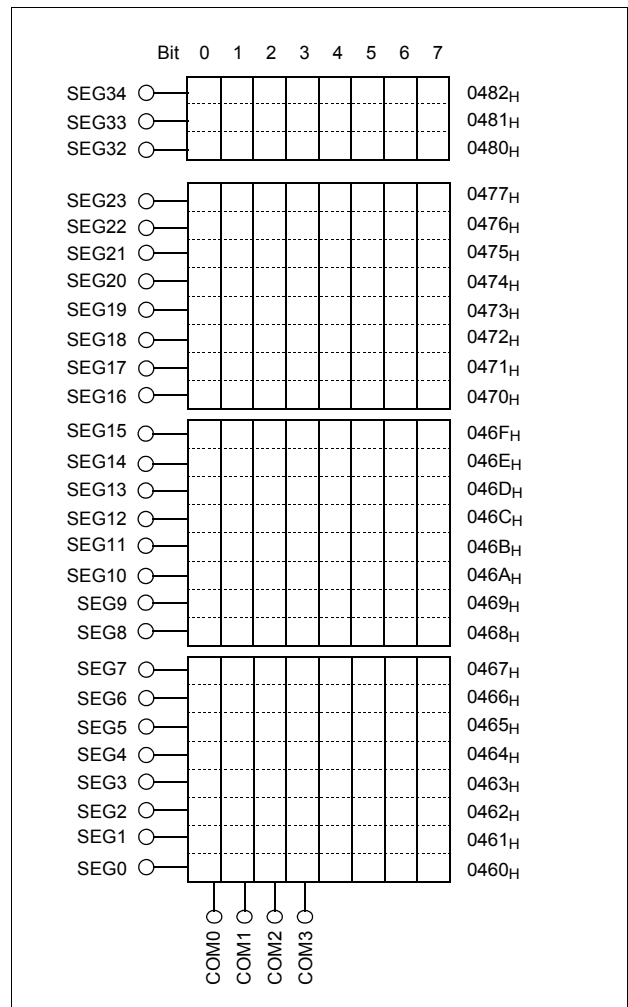 Bit 0 1 2 3 4 5 6 7
SEG34 0482H
SEG33 0481H
SEG32 0480H
SEG23 0477H
SEG22 0476H
SEG21 0475H
SEG20 0474H
SEG19 0473H
SEG18 0472H
SEG17 0471H
SEG16 0470H
SEG15 046FH
SEG14 046EH
SEG13 046DH
SEG12 046CH
SEG11 046BH
SEG10 046AH
SEG9 0469H
SEG8 0468H
SEG7 0467H
SEG6 0466H
SEG5 0465H
SEG4 0464H
SEG3 0463H
SEG2 0462H
SEG1 0461H
SEG0 0460H
COM0 COM1 COM2 COM3